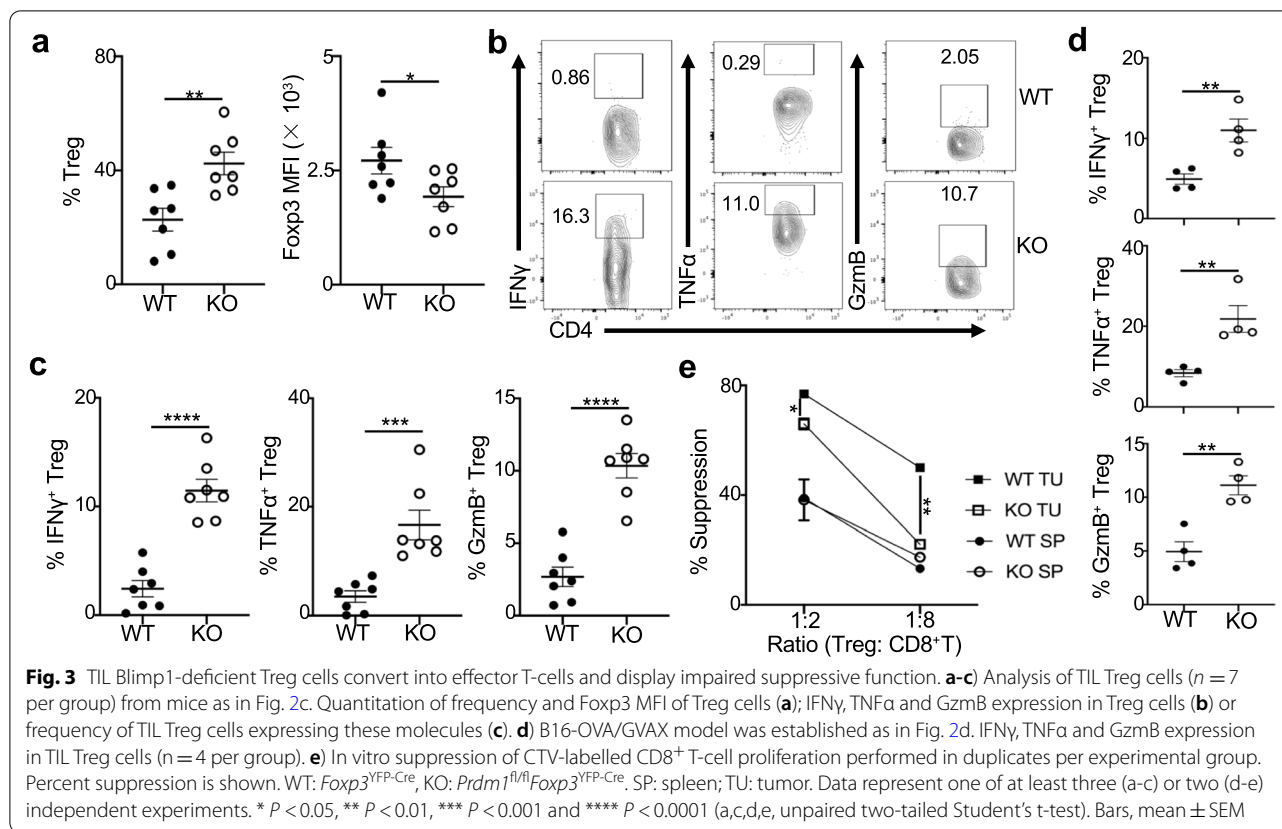 a
80
40
0
% Treg
**
WT KO
5
2.5
0
Foxp3 MFI (× 10³)
*
WT KO
b
IFNγ
TNFα
GzmB
0.86
0.29
2.05
WT
16.3
11.0
10.7
KO
CD4
c
20
10
0
% IFNγ⁺ Treg
****
WT KO
40
20
0
% TNFα⁺ Treg
***
WT KO
15
10
5
0
% GzmB⁺ Treg
****
WT KO
d
20
10
0
% IFNγ⁺ Treg
**
40
20
0
% TNFα⁺ Treg
**
15
10
5
0
% GzmB⁺ Treg
**
WT KO
e
80
40
0
% Suppression
*
**
WT TU
KO TU
WT SP
KO SP
1:2 1:8
Ratio (Treg: CD8⁺T)
Fig. 3 TIL Blimp1-deficient Treg cells convert into effector T-cells and display impaired suppressive function. a-c) Analysis of TIL Treg cells (n = 7
per group) from mice as in Fig. 2c. Quantitation of frequency and Foxp3 MFI of Treg cells (a); IFNγ, TNFα and GzmB expression in Treg cells (b) or
frequency of TIL Treg cells expressing these molecules (c). d) B16-OVA/GVAX model was established as in Fig. 2d. IFNγ, TNFα and GzmB expression
in TIL Treg cells (n = 4 per group). e) In vitro suppression of CTV-labelled CD8⁺ T-cell proliferation performed in duplicates per experimental group.
Percent suppression is shown. WT: Foxp3^YFP-Cre, KO: Prdm1^fl/fl Foxp3^YFP-Cre. SP: spleen; TU: tumor. Data represent one of at least three (a-c) or two (d-e)
independent experiments. * P < 0.05, ** P < 0.01, *** P < 0.001 and **** P < 0.0001 (a,c,d,e, unpaired two-tailed Student's t-test). Bars, mean ± SEM